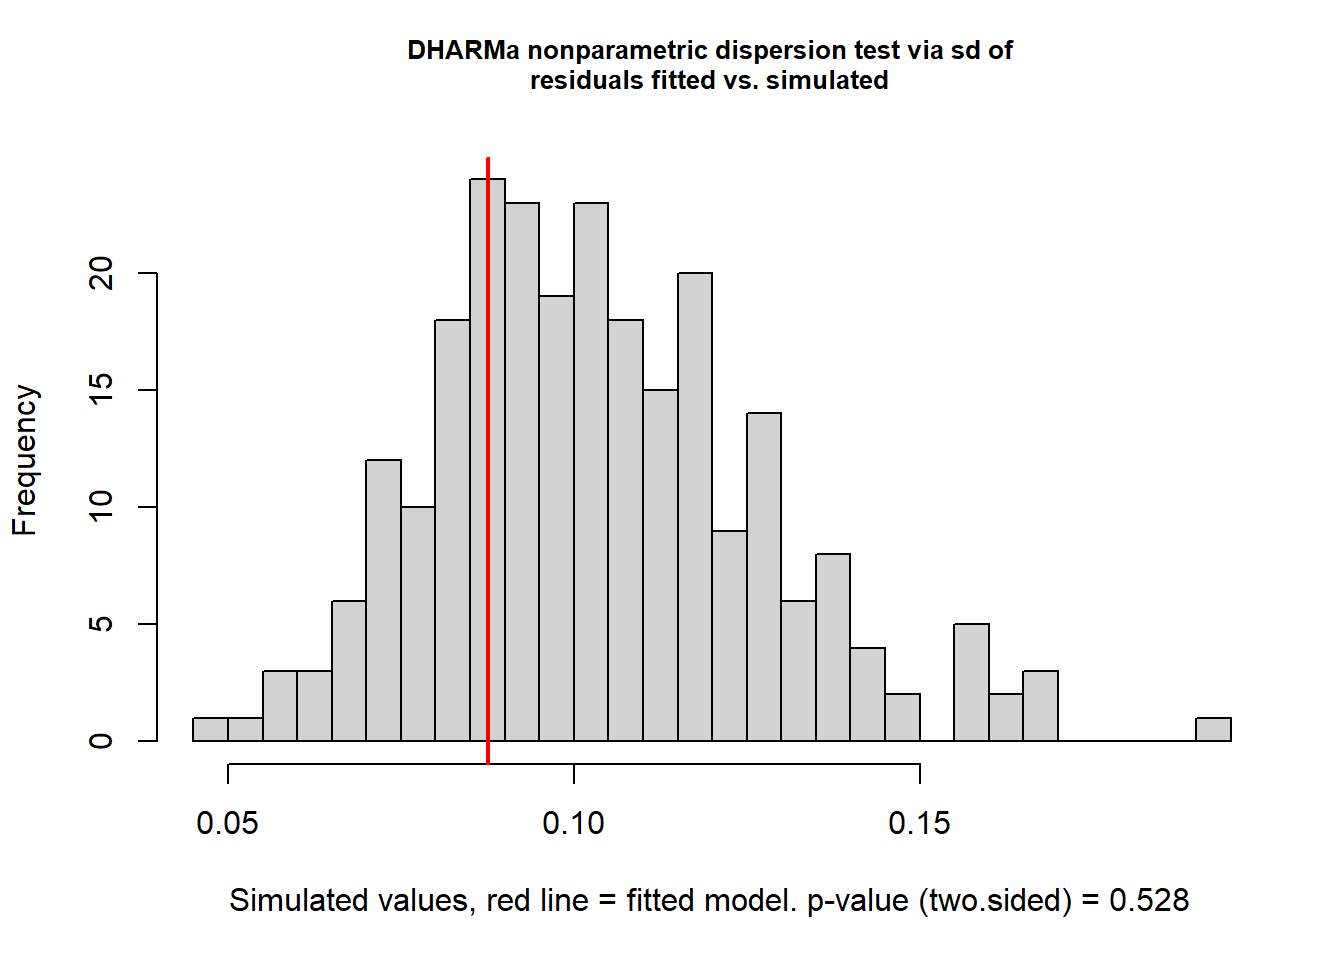 DHARMa nonparametric dispersion test via sd of
residuals fitted vs. simulated
Frequency
20
15
10
5
0
0.05 0.10 0.15
Simulated values, red line = fitted model. p-value (two.sided) = 0.528